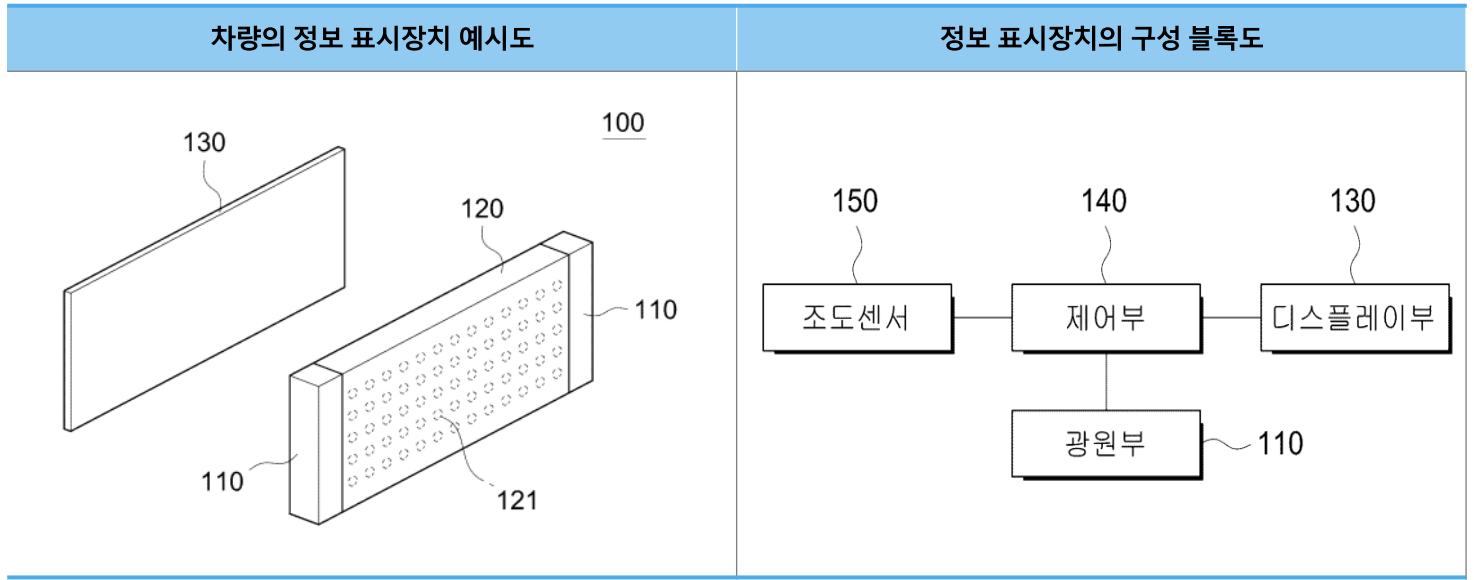 차량의 정보 표시장치 예시도
정보 표시장치의 구성 블록도
100
130
120
110
110
121
150
140
130
조도센서
제어부
디스플레이부
광원부
110